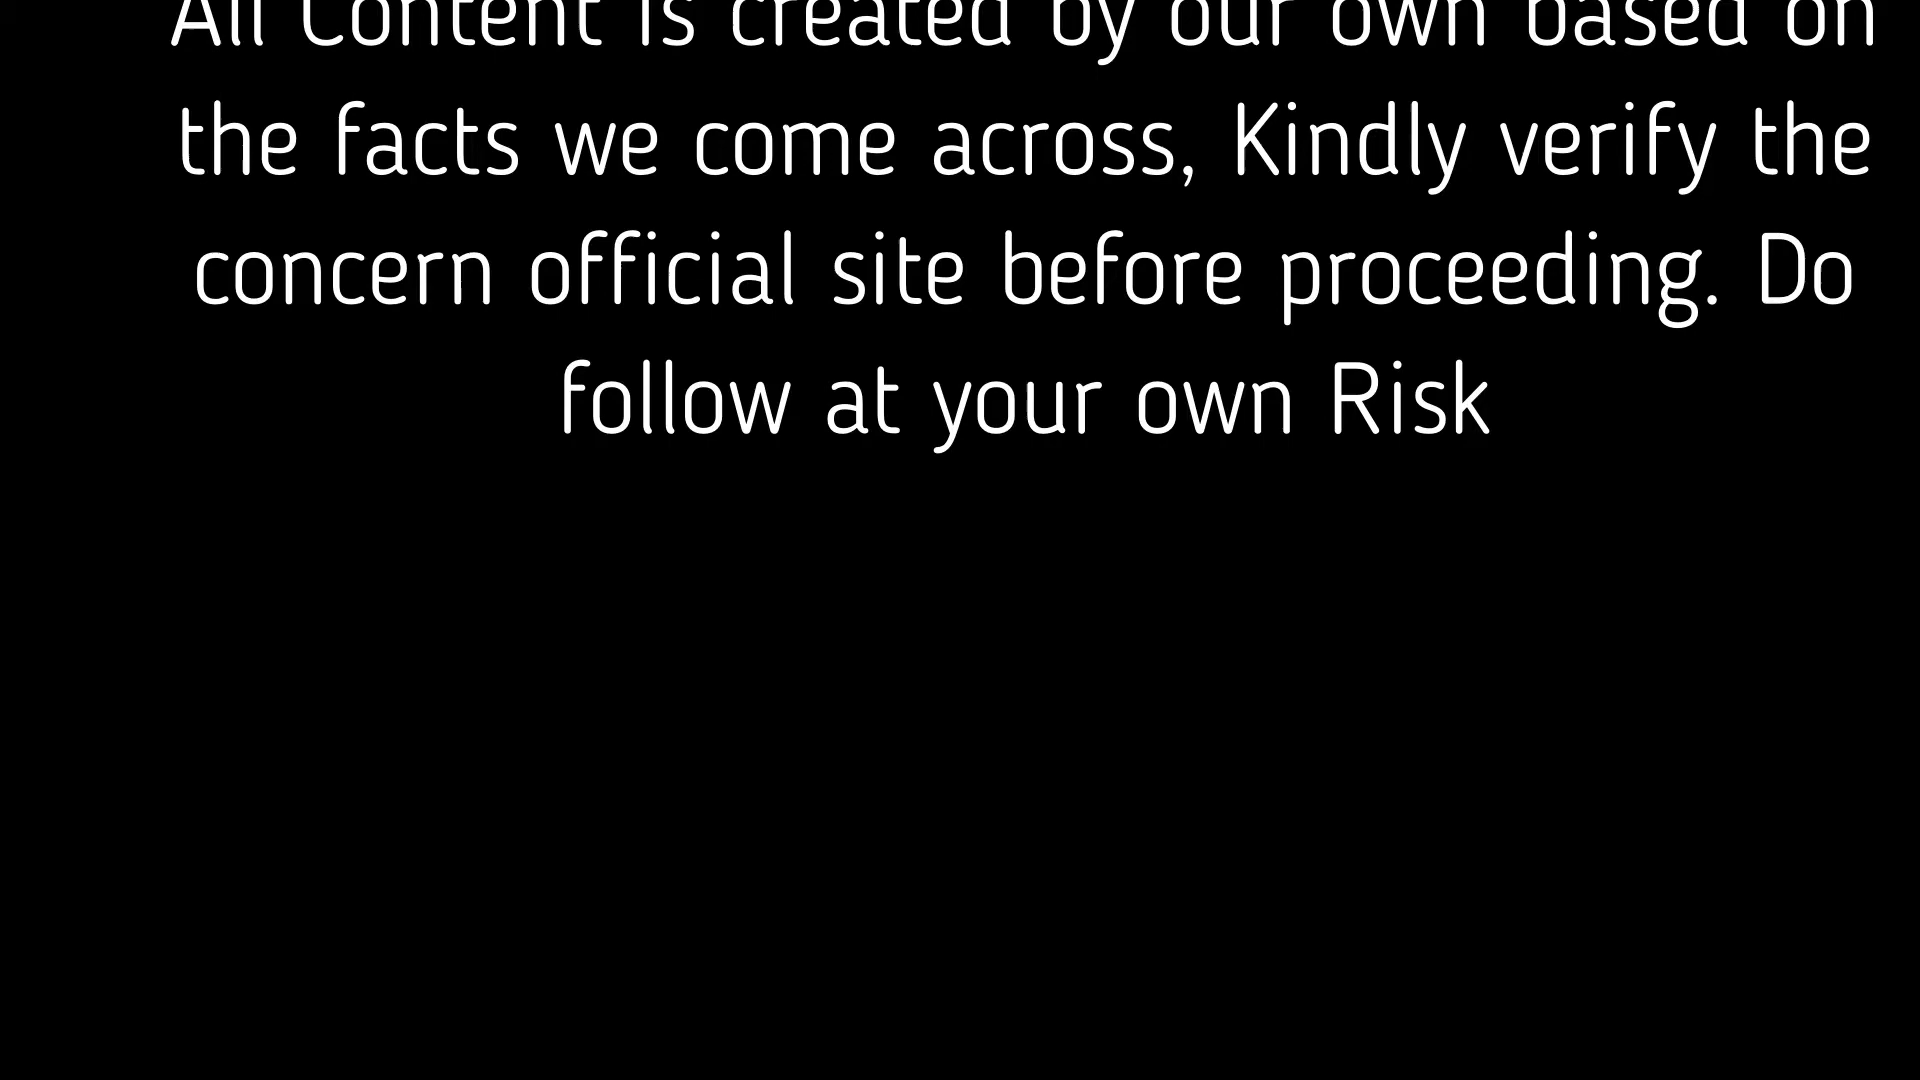 All Content is created by our own based on
the facts we come across, Kindly verify the
concern official site before proceeding. Do
follow at your own Risk